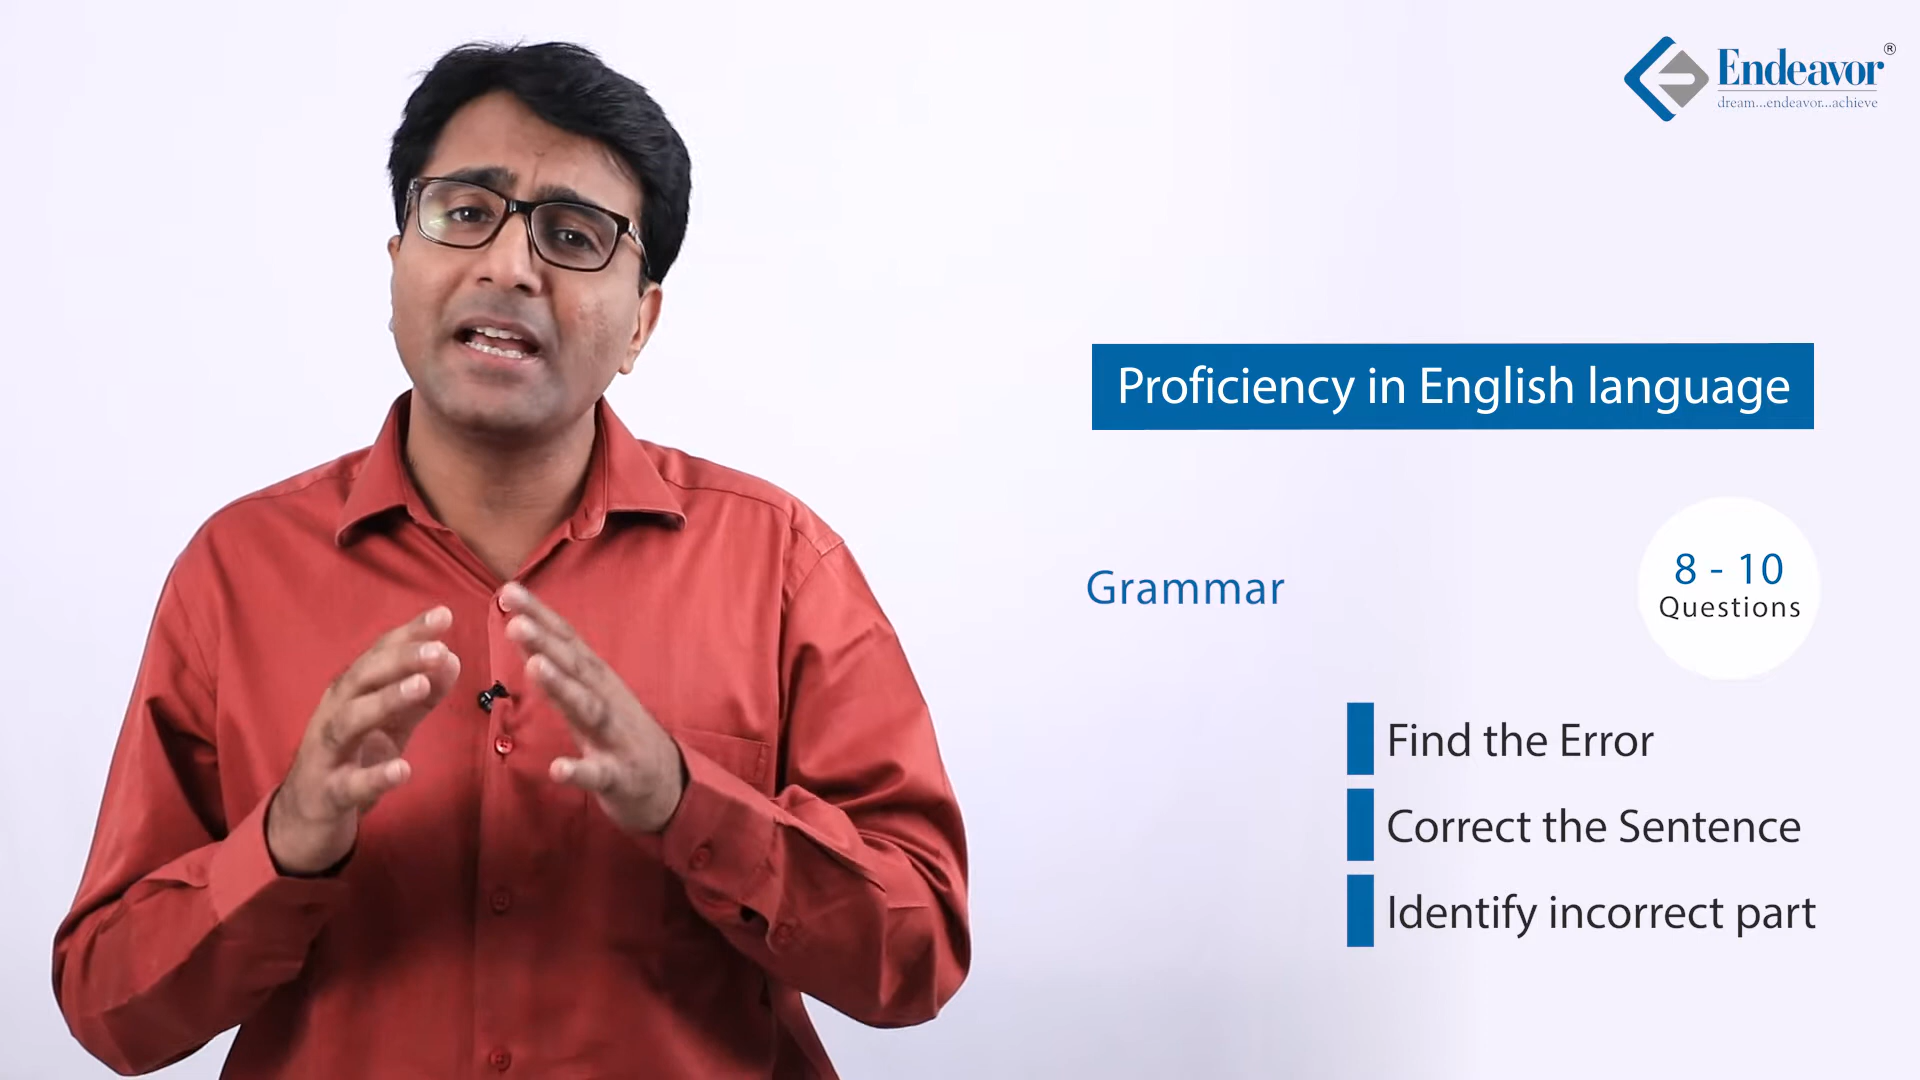 Endeavor®
dream...endeavor...achieve
Proficiency in English language
Grammar
8 - 10
Questions
Find the Error
Correct the Sentence
Identify incorrect part